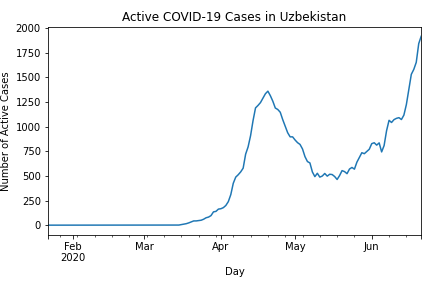 Active COVID-19 Cases in Uzbekistan
Number of Active Cases
2000
1750
1500
1250
1000
750
500
250
0
Feb
2020
Mar
Apr
May
Jun
Day